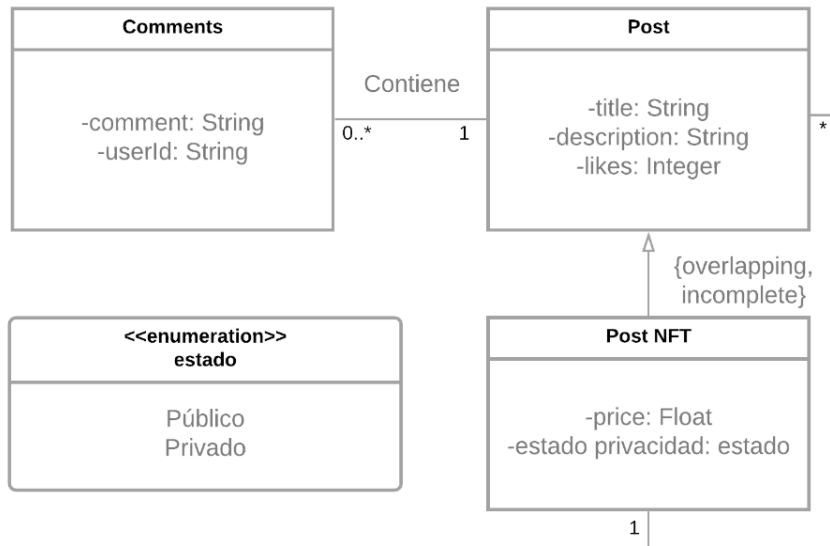 Comments
-comment: String
-userId: String
Contiene
0..*
1
Post
-title: String
-description: String
-likes: Integer
*
{overlapping,
incomplete}
<<enumeration>>
estado
Público
Privado
Post NFT
-price: Float
-estado privacidad: estado
1